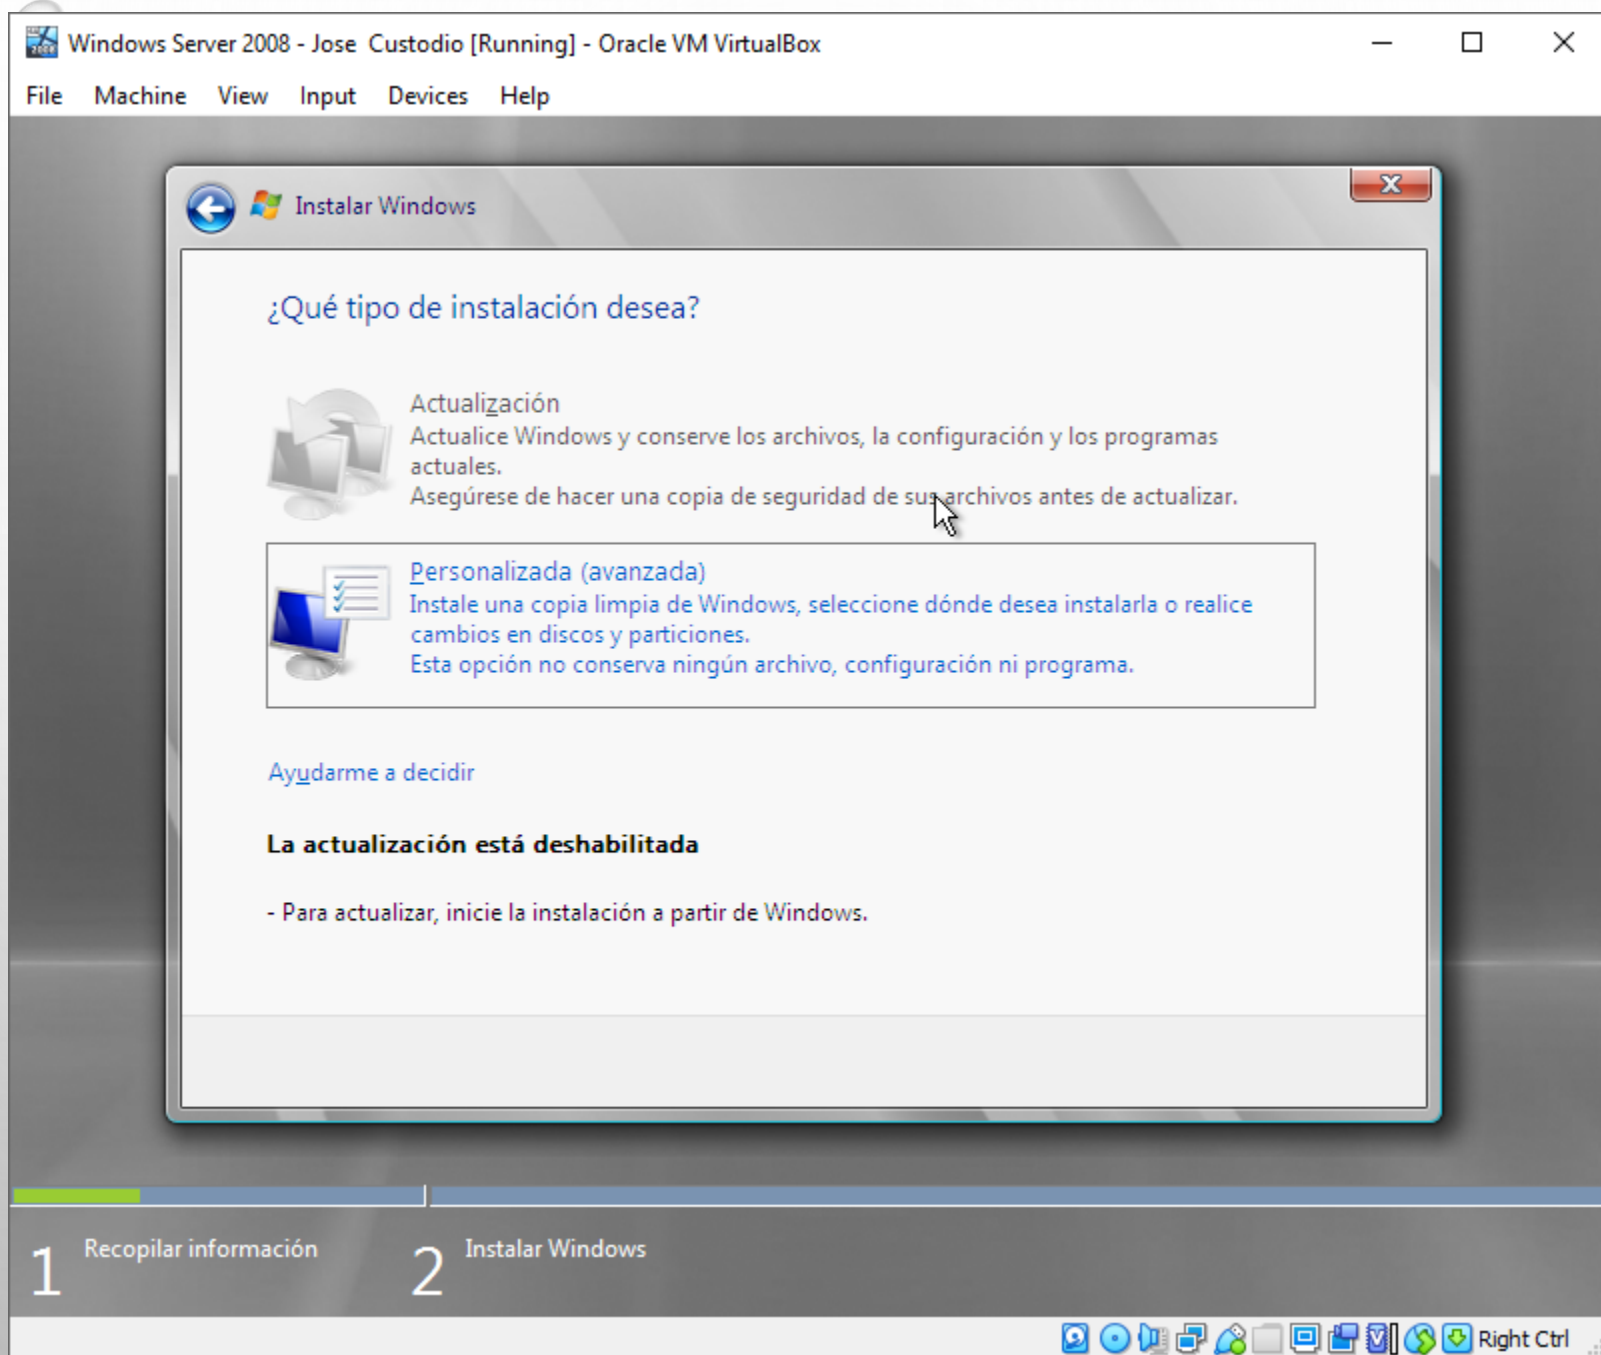 Windows Server 2008 - Jose Custodio [Running] - Oracle VM VirtualBox
File Machine View Input Devices Help
Instalar Windows
¿Qué tipo de instalación desea?
Actualización
Actualice Windows y conserve los archivos, la configuración y los programas
actuales.
Asegúrese de hacer una copia de seguridad de sus archivos antes de actualizar.
Personalizada (avanzada)
Instale una copia limpia de Windows, seleccione dónde desea instalarla o realice
cambios en discos y particiones.
Esta opción no conserva ningún archivo, configuración ni programa.
Ayudarme a decidir
La actualización está deshabilitada
- Para actualizar, inicie la instalación a partir de Windows.
1 Recopilar información
2 Instalar Windows
Right Ctrl